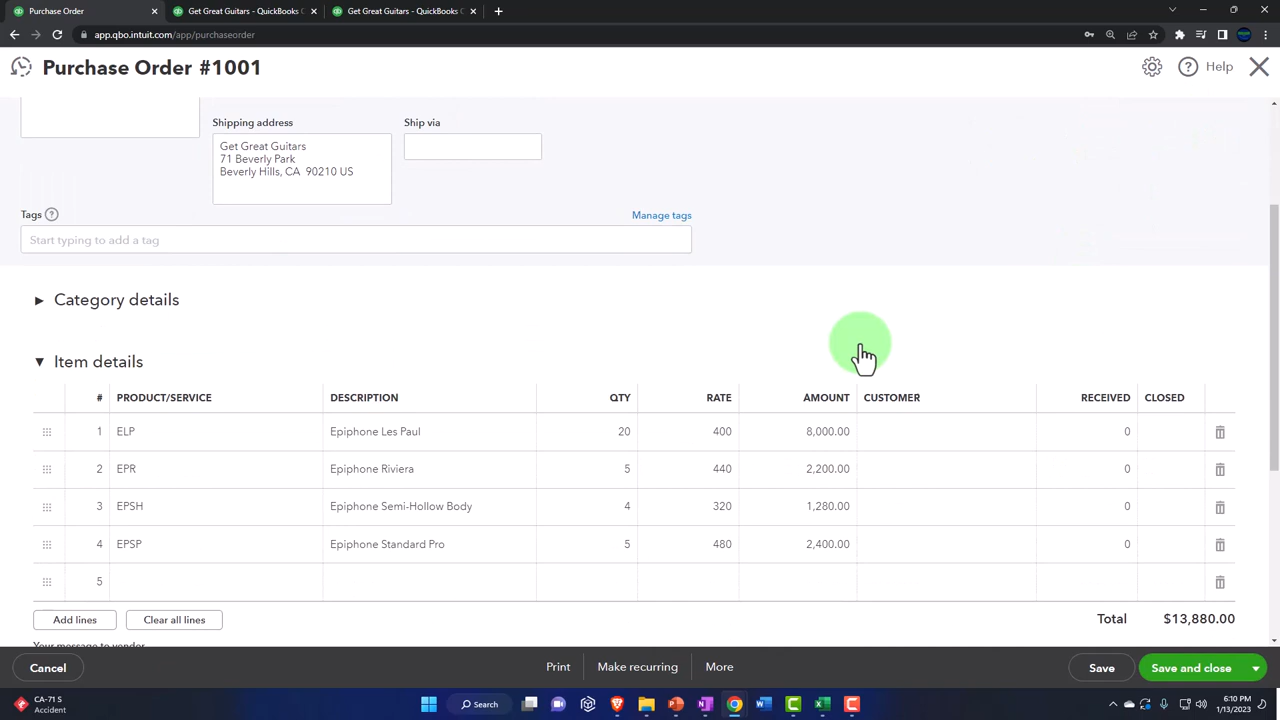 Purchase Order
Get Great Guitars - QuickBooks O
Get Great Guitars - QuickBooks O
app.qbo.intuit.com/app/purchaseorder
Purchase Order #1001
Help
Shipping address
Ship via
Get Great Guitars
71 Beverly Park
Beverly Hills, CA 90210 US
Tags
Manage tags
Start typing to add a tag
Category details
Item details
# PRODUCT/SERVICE DESCRIPTION QTY RATE AMOUNT CUSTOMER RECEIVED CLOSED
1 ELP Epiphone Les Paul 20 400 8,000.00 0
2 EPR Epiphone Riviera 5 440 2,200.00 0
3 EPSH Epiphone Semi-Hollow Body 4 320 1,280.00 0
4 EPSP Epiphone Standard Pro 5 480 2,400.00 0
5
Add lines
Clear all lines
Total $13,880.00
Your message to vendor
Cancel
Print
Make recurring
More
Save
Save and close
CA-71 S
Accident
Search
6:10 PM
1/13/2023